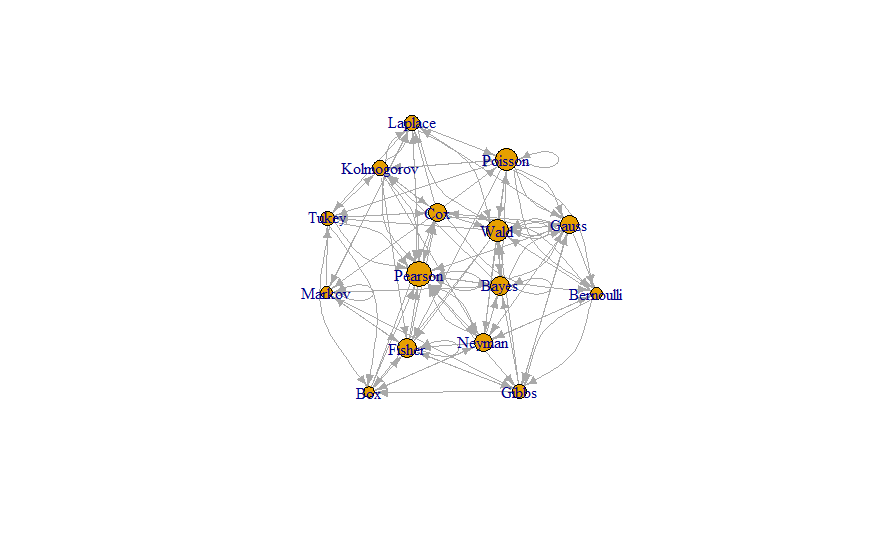 Laplace
Poisson
Kolmogorov
Tukey
Cox
Wald
Gauss
Pearson
Bayes
Markov
Bernoulli
Fisher
Neyman
Box
Gibbs